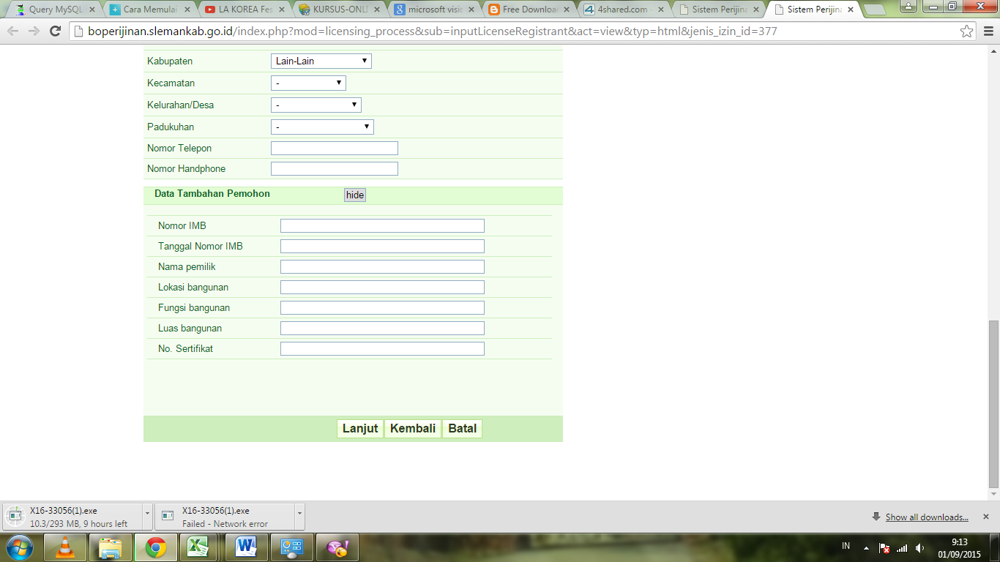 Query MySQL
Cara Memulai
LA KOREA Fes
KURSUS-ONLI
microsoft visio
Free Downloa
4shared.com -
Sistem Perijina
Sistem Perijina
boperijinan.slemankab.go.id/index.php?mod=licensing_process&sub=inputLicenseRegistrant&act=view&typ=html&jenis_izin_id=377
Kabupaten Lain-Lain
Kecamatan -
Kelurahan/Desa -
Padukuhan -
Nomor Telepon
Nomor Handphone
Data Tambahan Pemohon hide
Nomor IMB
Tanggal Nomor IMB
Nama pemilik
Lokasi bangunan
Fungsi bangunan
Luas bangunan
No. Sertifikat
Lanjut Kembali Batal
X16-33056(1).exe
10.3/293 MB, 9 hours left
X16-33056(1).exe
Failed - Network error
Show all downloads...
IN
9:13
01/09/2015